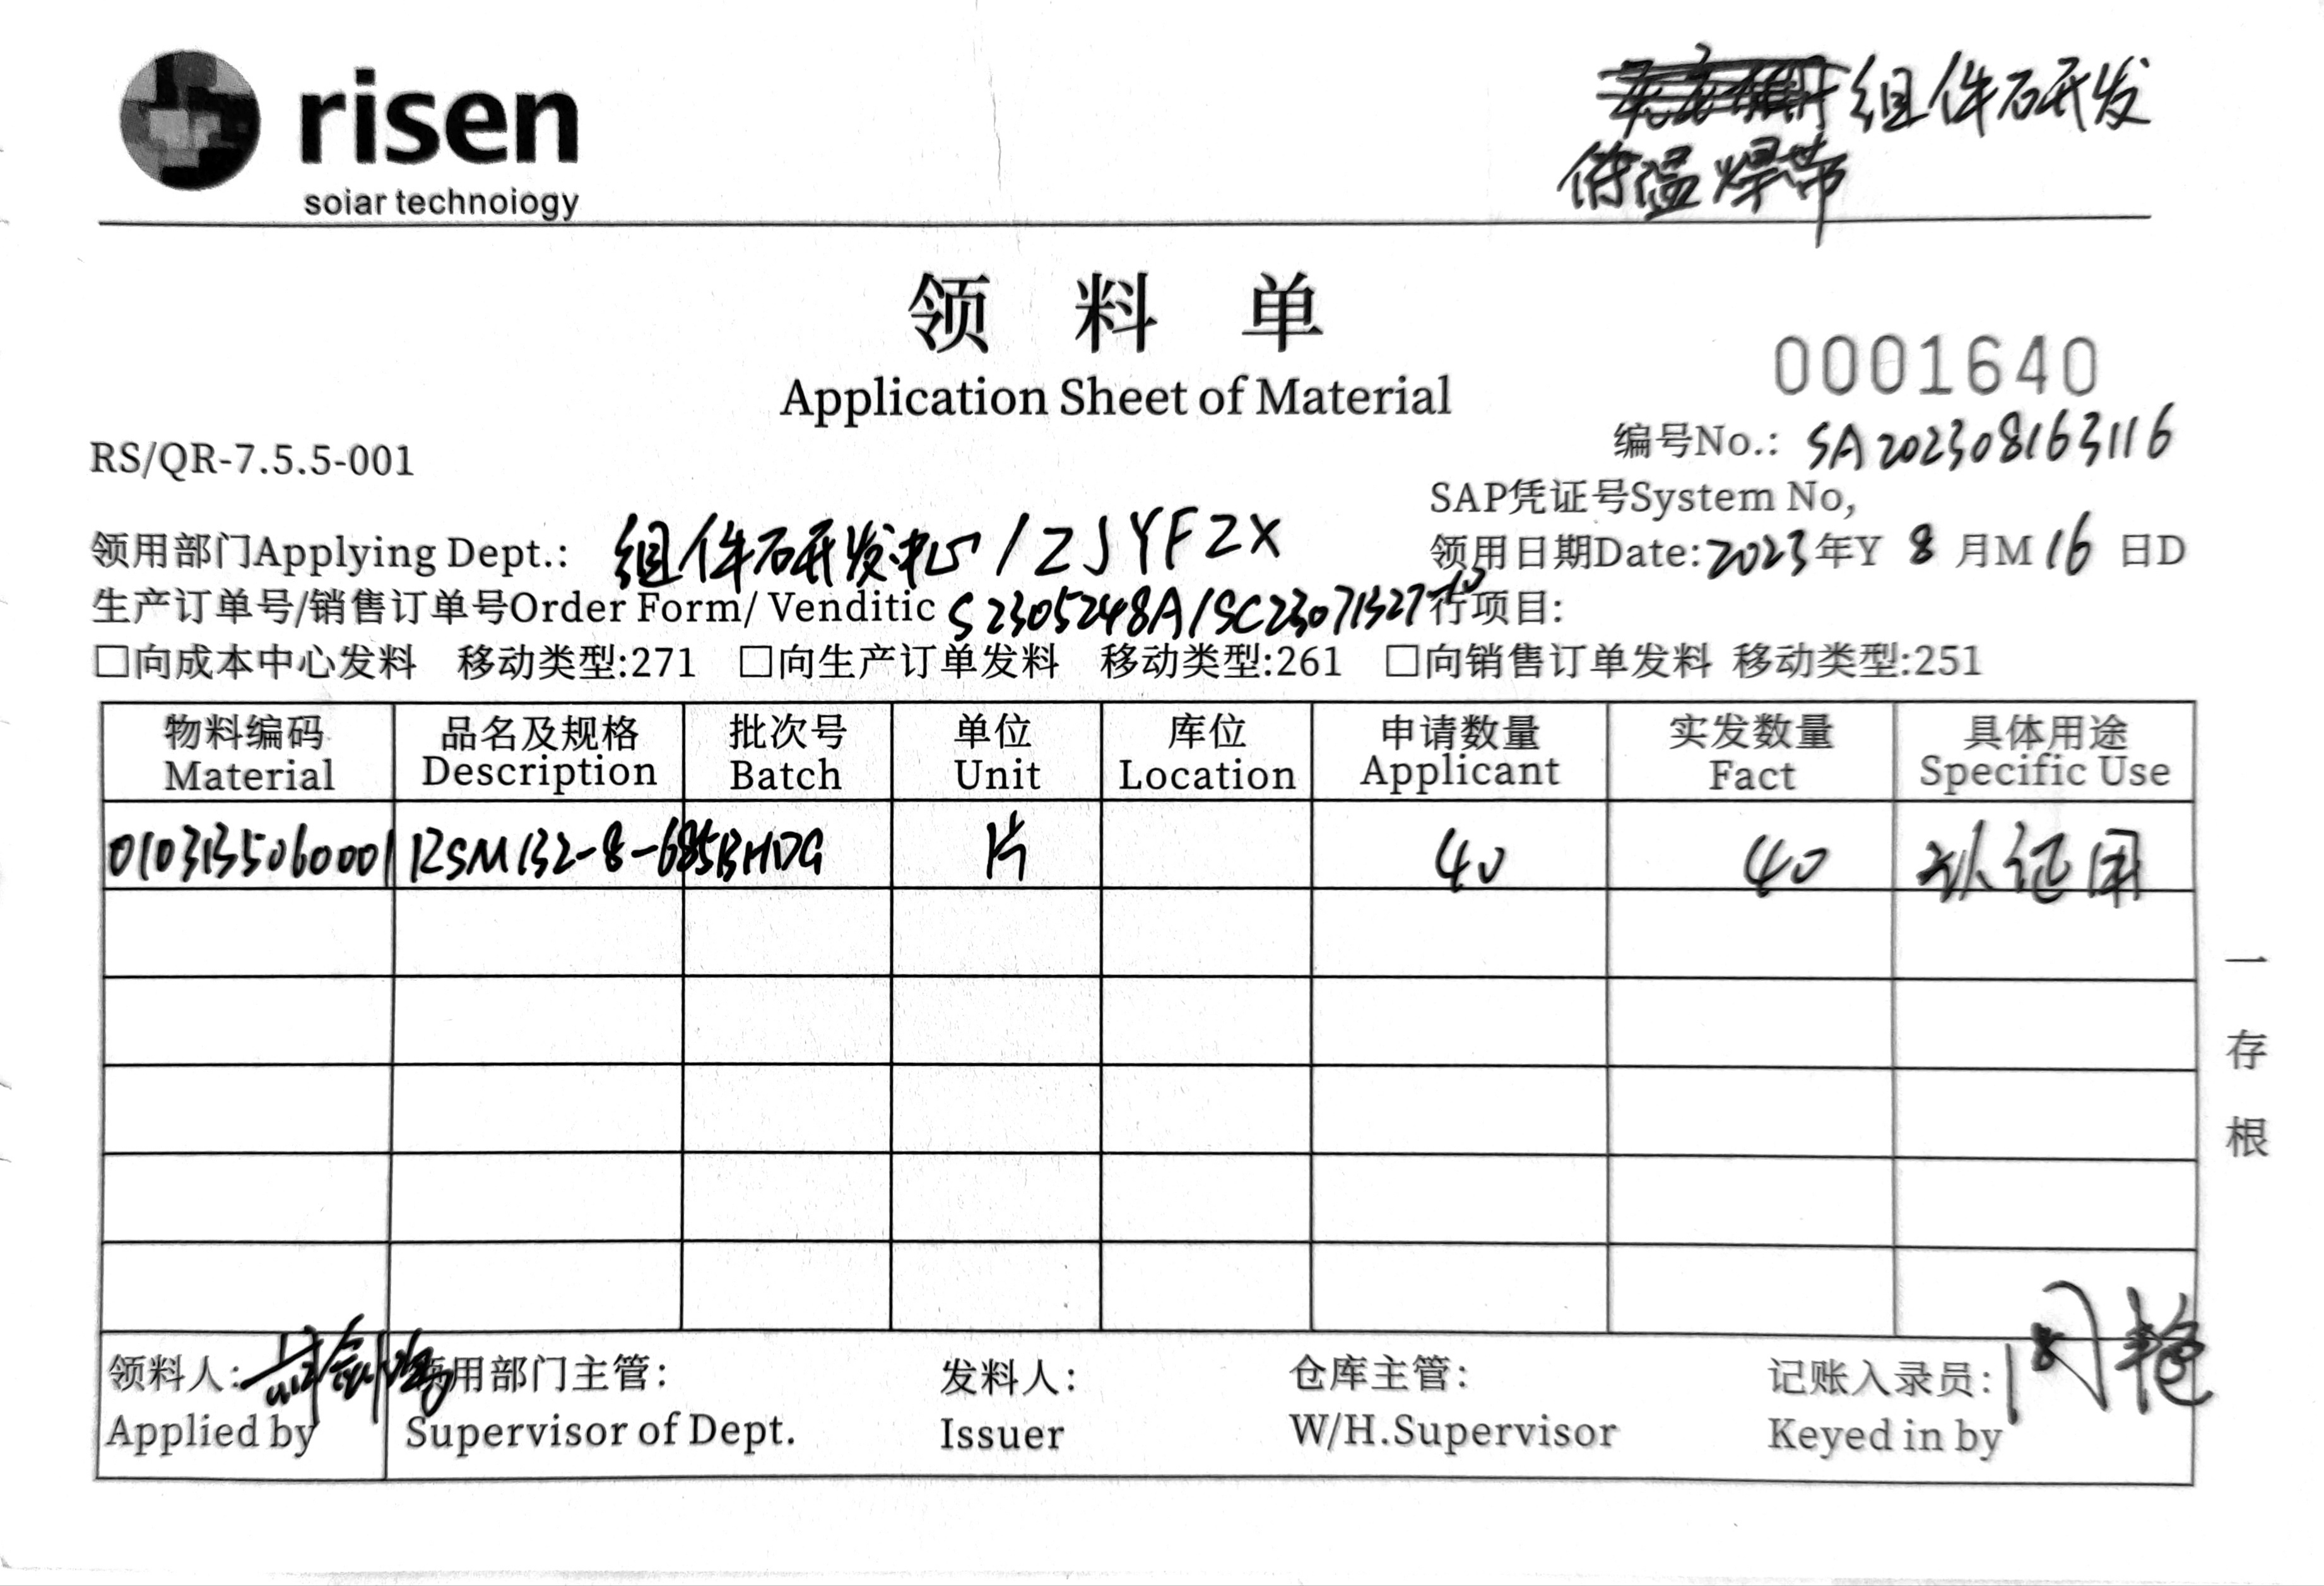 risen
soiar technoiogy
组件研发
低温焊带
领料单
Application Sheet of Material
0001640
RS/QR-7.5.5-001
编号No.: SA202308163116
SAP凭证号System No,
领用部门Applying Dept.: 组件研发中心/ZJYFZX
领用日期Date:2023年Y 8月M16日D
生产订单号/销售订单号Order Form/ Venditic S2305248A/SC23071327-10 行项目:
□向成本中心发料 移动类型:271 □向生产订单发料 移动类型:261 □向销售订单发料 移动类型:251
物料编码 品名及规格 批次号 单位 库位 申请数量 实发数量 具体用途
Material Description Batch Unit Location Applicant Fact Specific Use
0103135060001 RSM132-8-685BHDG 片 40 40 认证用
一存根
领料人: 领用部门主管: 发料人: 仓库主管: 记账入录员: 周艳
Applied by Supervisor of Dept. Issuer W/H.Supervisor Keyed in by